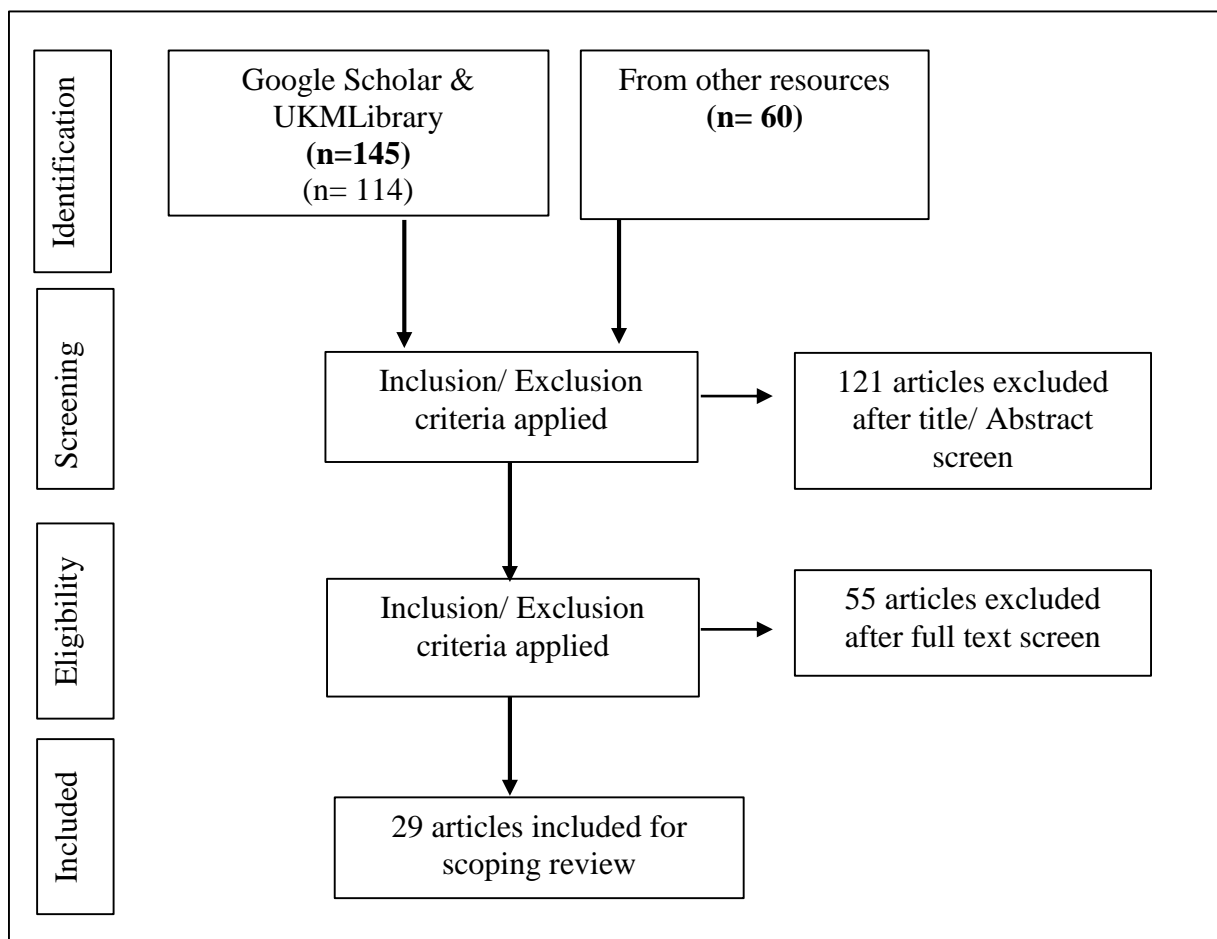 Identification
Google Scholar &
UKMLibrary
(n=145)
(n= 114)
From other resources
(n= 60)
Screening
Inclusion/ Exclusion
criteria applied
121 articles excluded
after title/ Abstract
screen
Eligibility
Inclusion/ Exclusion
criteria applied
55 articles excluded
after full text screen
Included
29 articles included for
scoping review